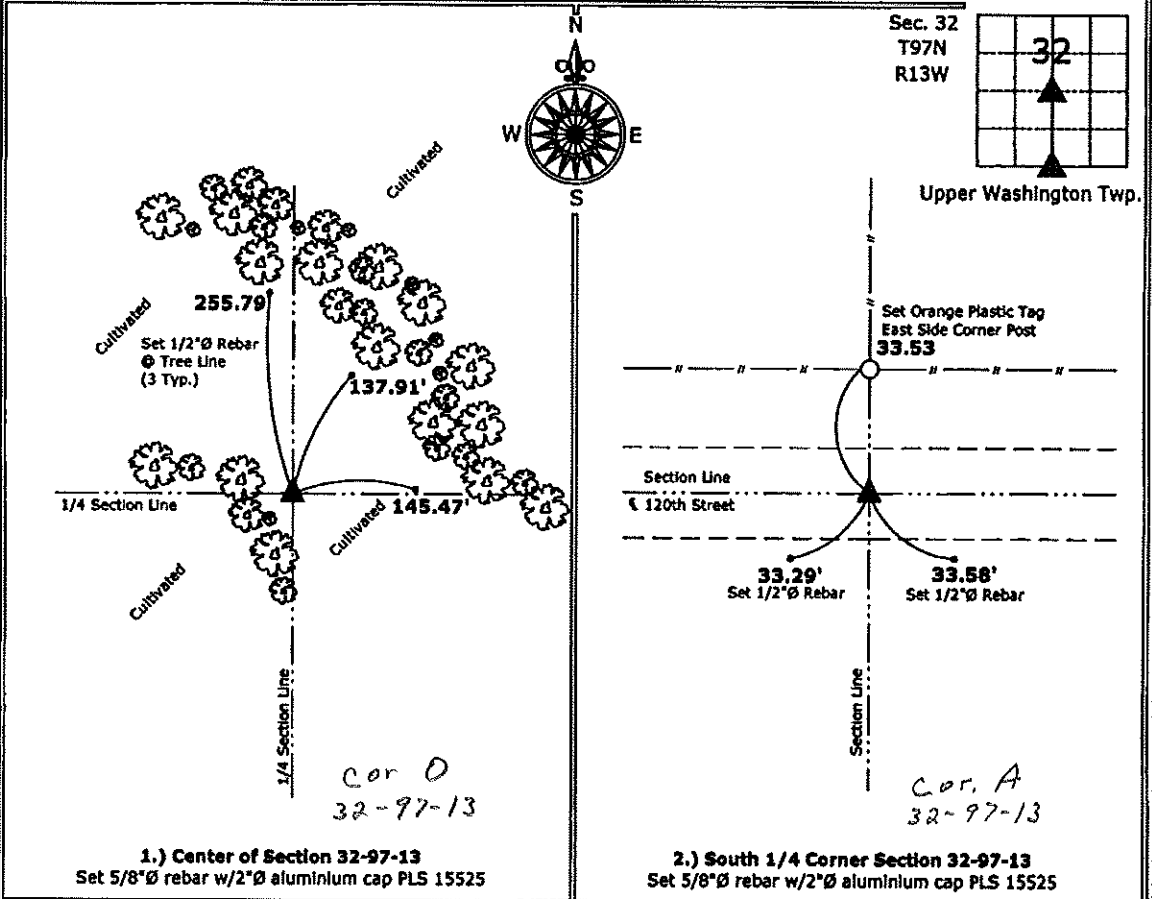 N
W
E
S
Sec. 32
T97N
R13W
32
Upper Washington Twp.
Cultivated
Cultivated
255.79
Set 1/2"Ø Rebar
@ Tree Line
(3 Typ.)
137.91'
1/4 Section Line
145.47'
Cultivated
Cultivated
1/4 Section Line
Cor O
32-97-13
1.) Center of Section 32-97-13
Set 5/8"Ø rebar w/2"Ø aluminium cap PLS 15525
Set Orange Plastic Tag
East Side Corner Post
33.53
Section Line
℄ 120th Street
33.29'
Set 1/2"Ø Rebar
33.58'
Set 1/2"Ø Rebar
Section Line
Cor. A
32-97-13
2.) South 1/4 Corner Section 32-97-13
Set 5/8"Ø rebar w/2"Ø aluminium cap PLS 15525